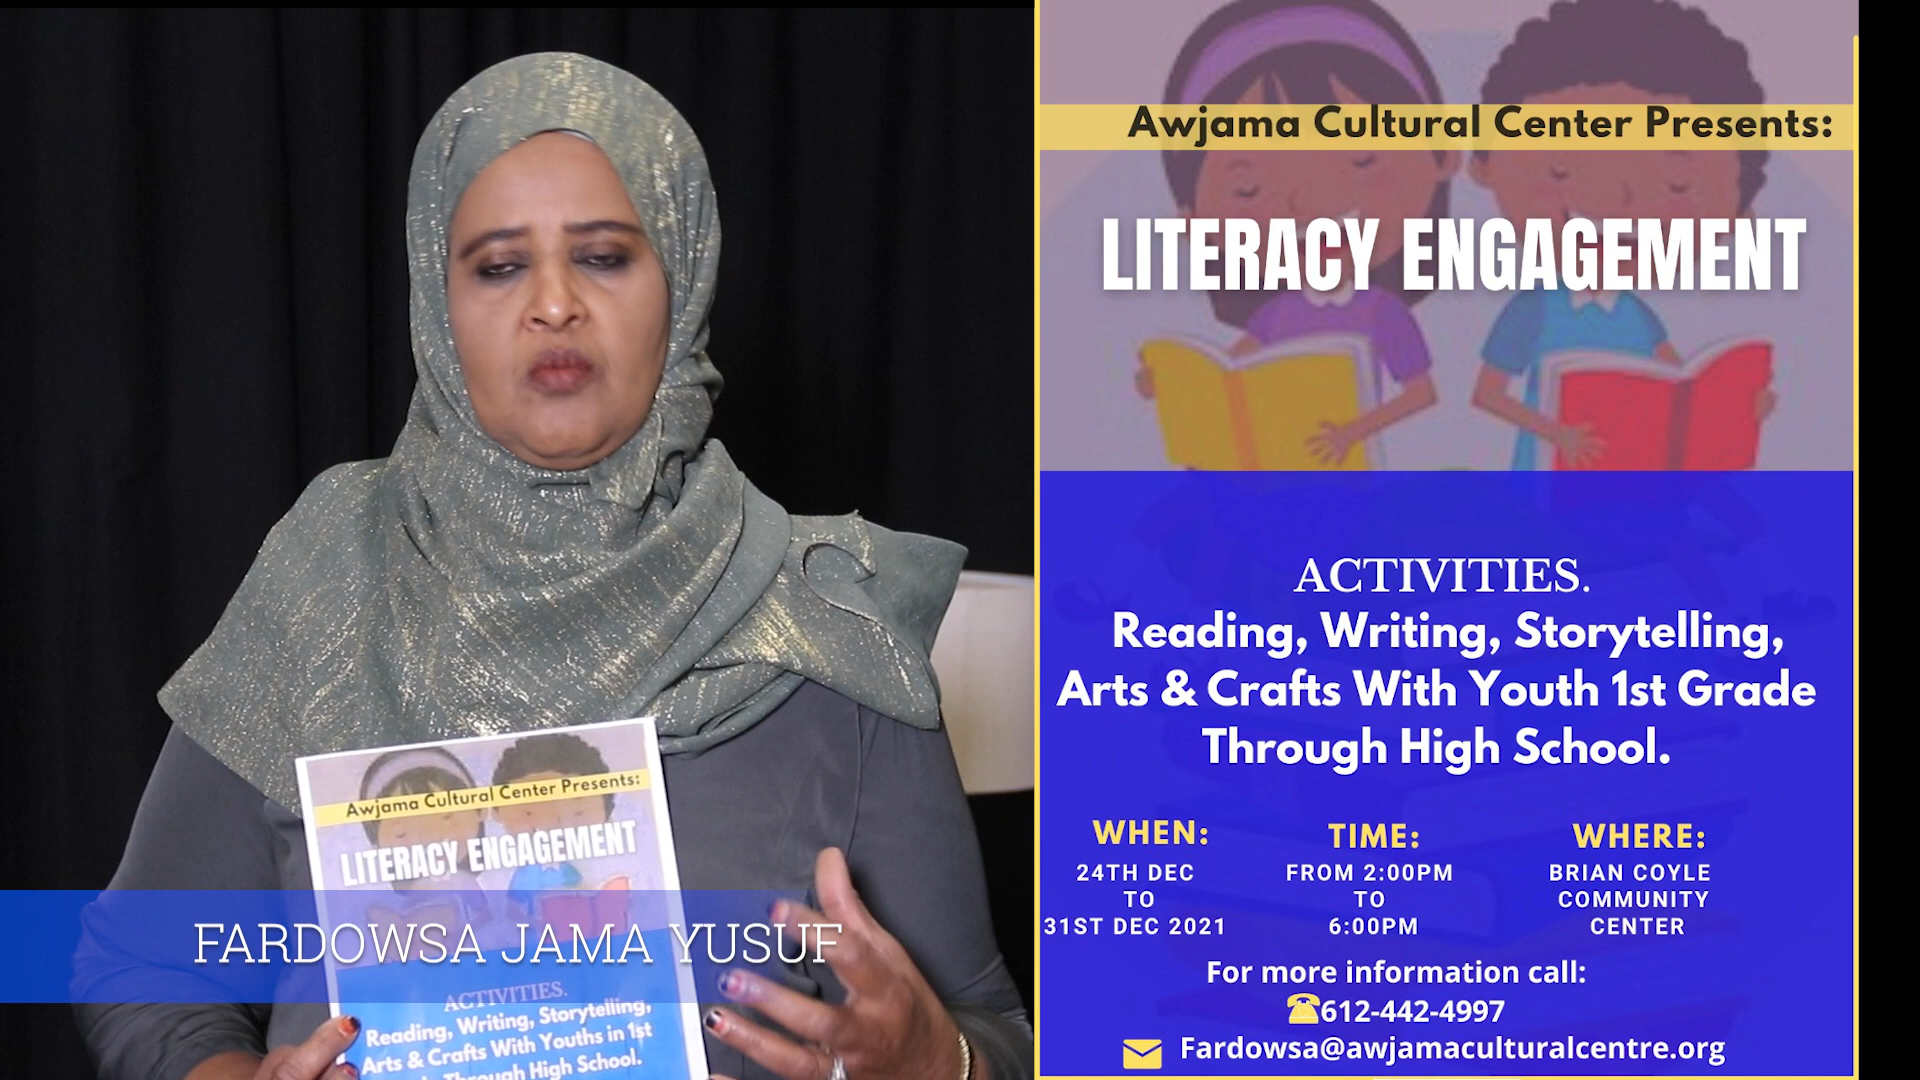 Awjama Cultural Center Presents:
LITERACY ENGAGEMENT
ACTIVITIES.
Reading, Writing, Storytelling,
Arts & Crafts With Youths in 1st
Through High School.
FARDOWSA JAMA YUSUF
Awjama Cultural Center Presents:
LITERACY ENGAGEMENT
ACTIVITIES.
Reading, Writing, Storytelling,
Arts & Crafts With Youth 1st Grade
Through High School.
WHEN:
24TH DEC
TO
31ST DEC 2021
TIME:
FROM 2:00PM
TO
6:00PM
WHERE:
BRIAN COYLE
COMMUNITY
CENTER
For more information call:
612-442-4997
Fardowsa@awjamaculturalcentre.org